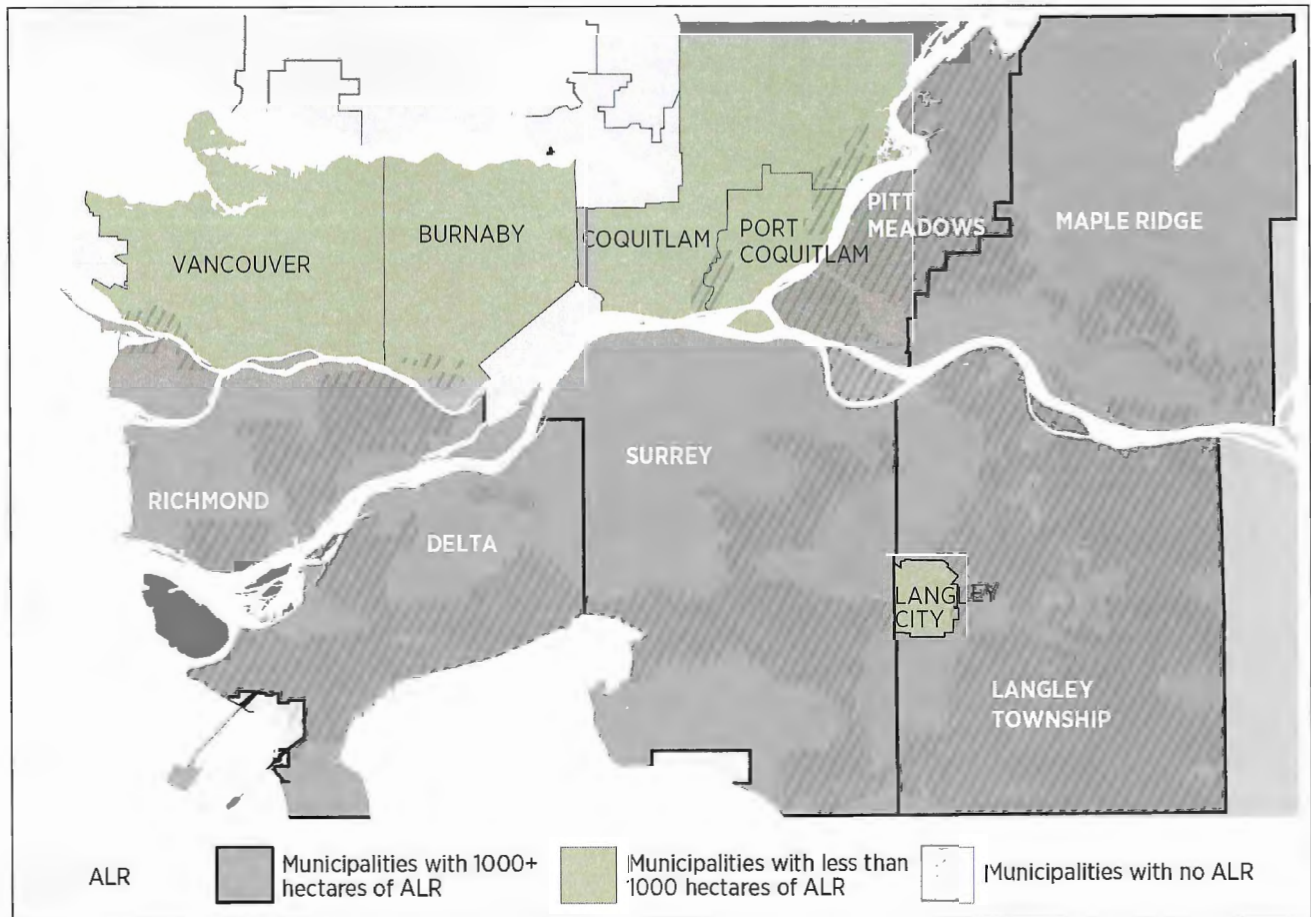 VANCOUVER
BURNABY
COQUITLAM
PORT
COQUITLAM
PITT
MEADOWS
MAPLE RIDGE
RICHMOND
DELTA
SURREY
LANGLEY
CITY
LANGLEY
TOWNSHIP
ALR
Municipalities with 1000+
hectares of ALR
Municipalities with less than
1000 hectares of ALR
Municipalities with no ALR